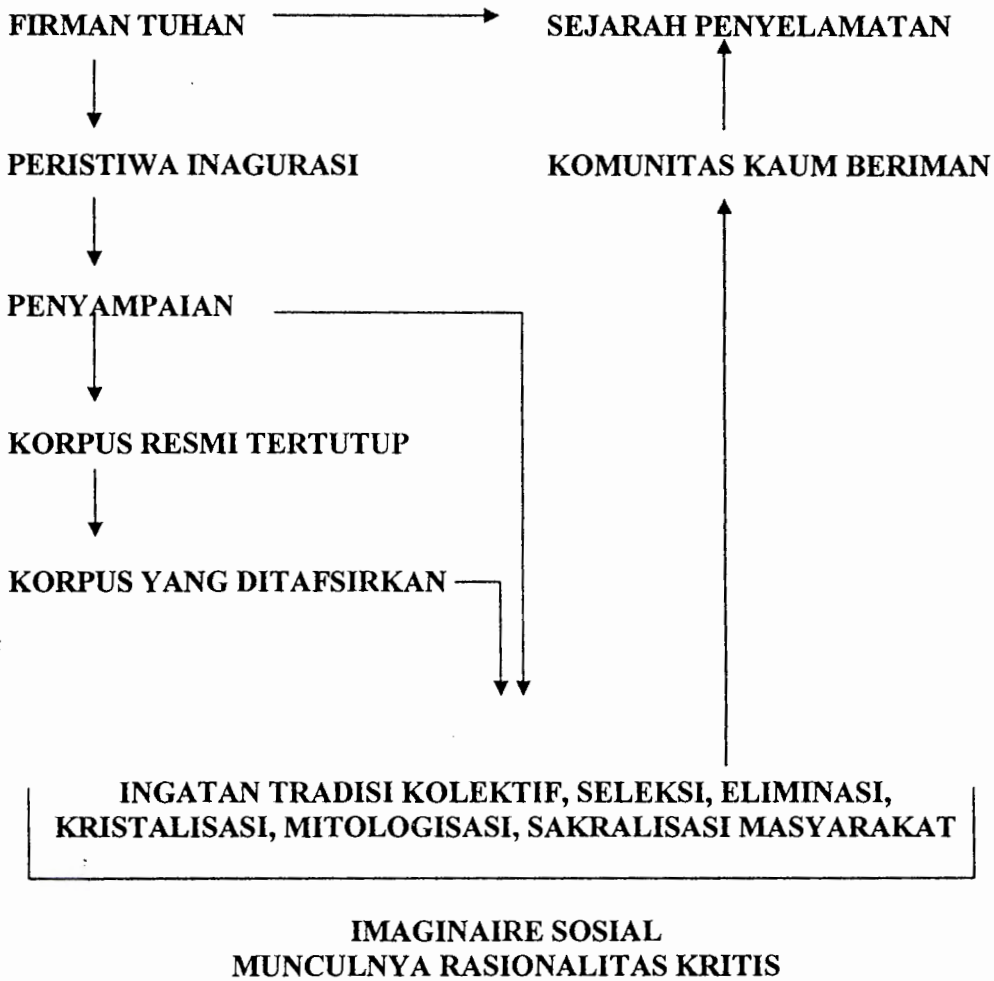 FIRMAN TUHAN
SEJARAH PENYELAMATAN
PERISTIWA INAGURASI
KOMUNITAS KAUM BERIMAN
PENYAMPAIAN
KORPUS RESMI TERTUTUP
KORPUS YANG DITAFSIRKAN
INGATAN TRADISI KOLEKTIF, SELEKSI, ELIMINASI,
KRISTALISASI, MITOLOGISASI, SAKRALISASI MASYARAKAT
IMAGINAIRE SOSIAL
MUNCULNYA RASIONALITAS KRITIS